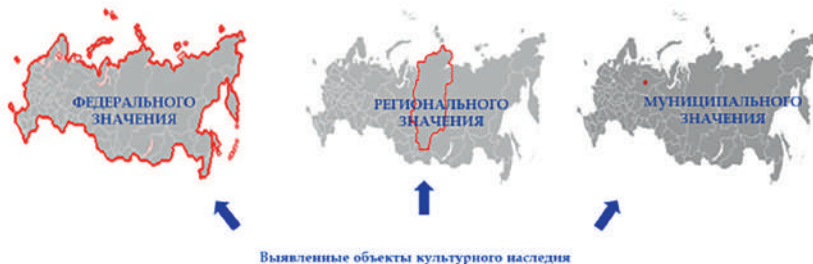 ФЕДЕРАЛЬНОГО
ЗНАЧЕНИЯ
РЕГИОНАЛЬНОГО
ЗНАЧЕНИЯ
МУНИЦИПАЛЬНОГО
ЗНАЧЕНИЯ
Выявленные объекты культурного наследия